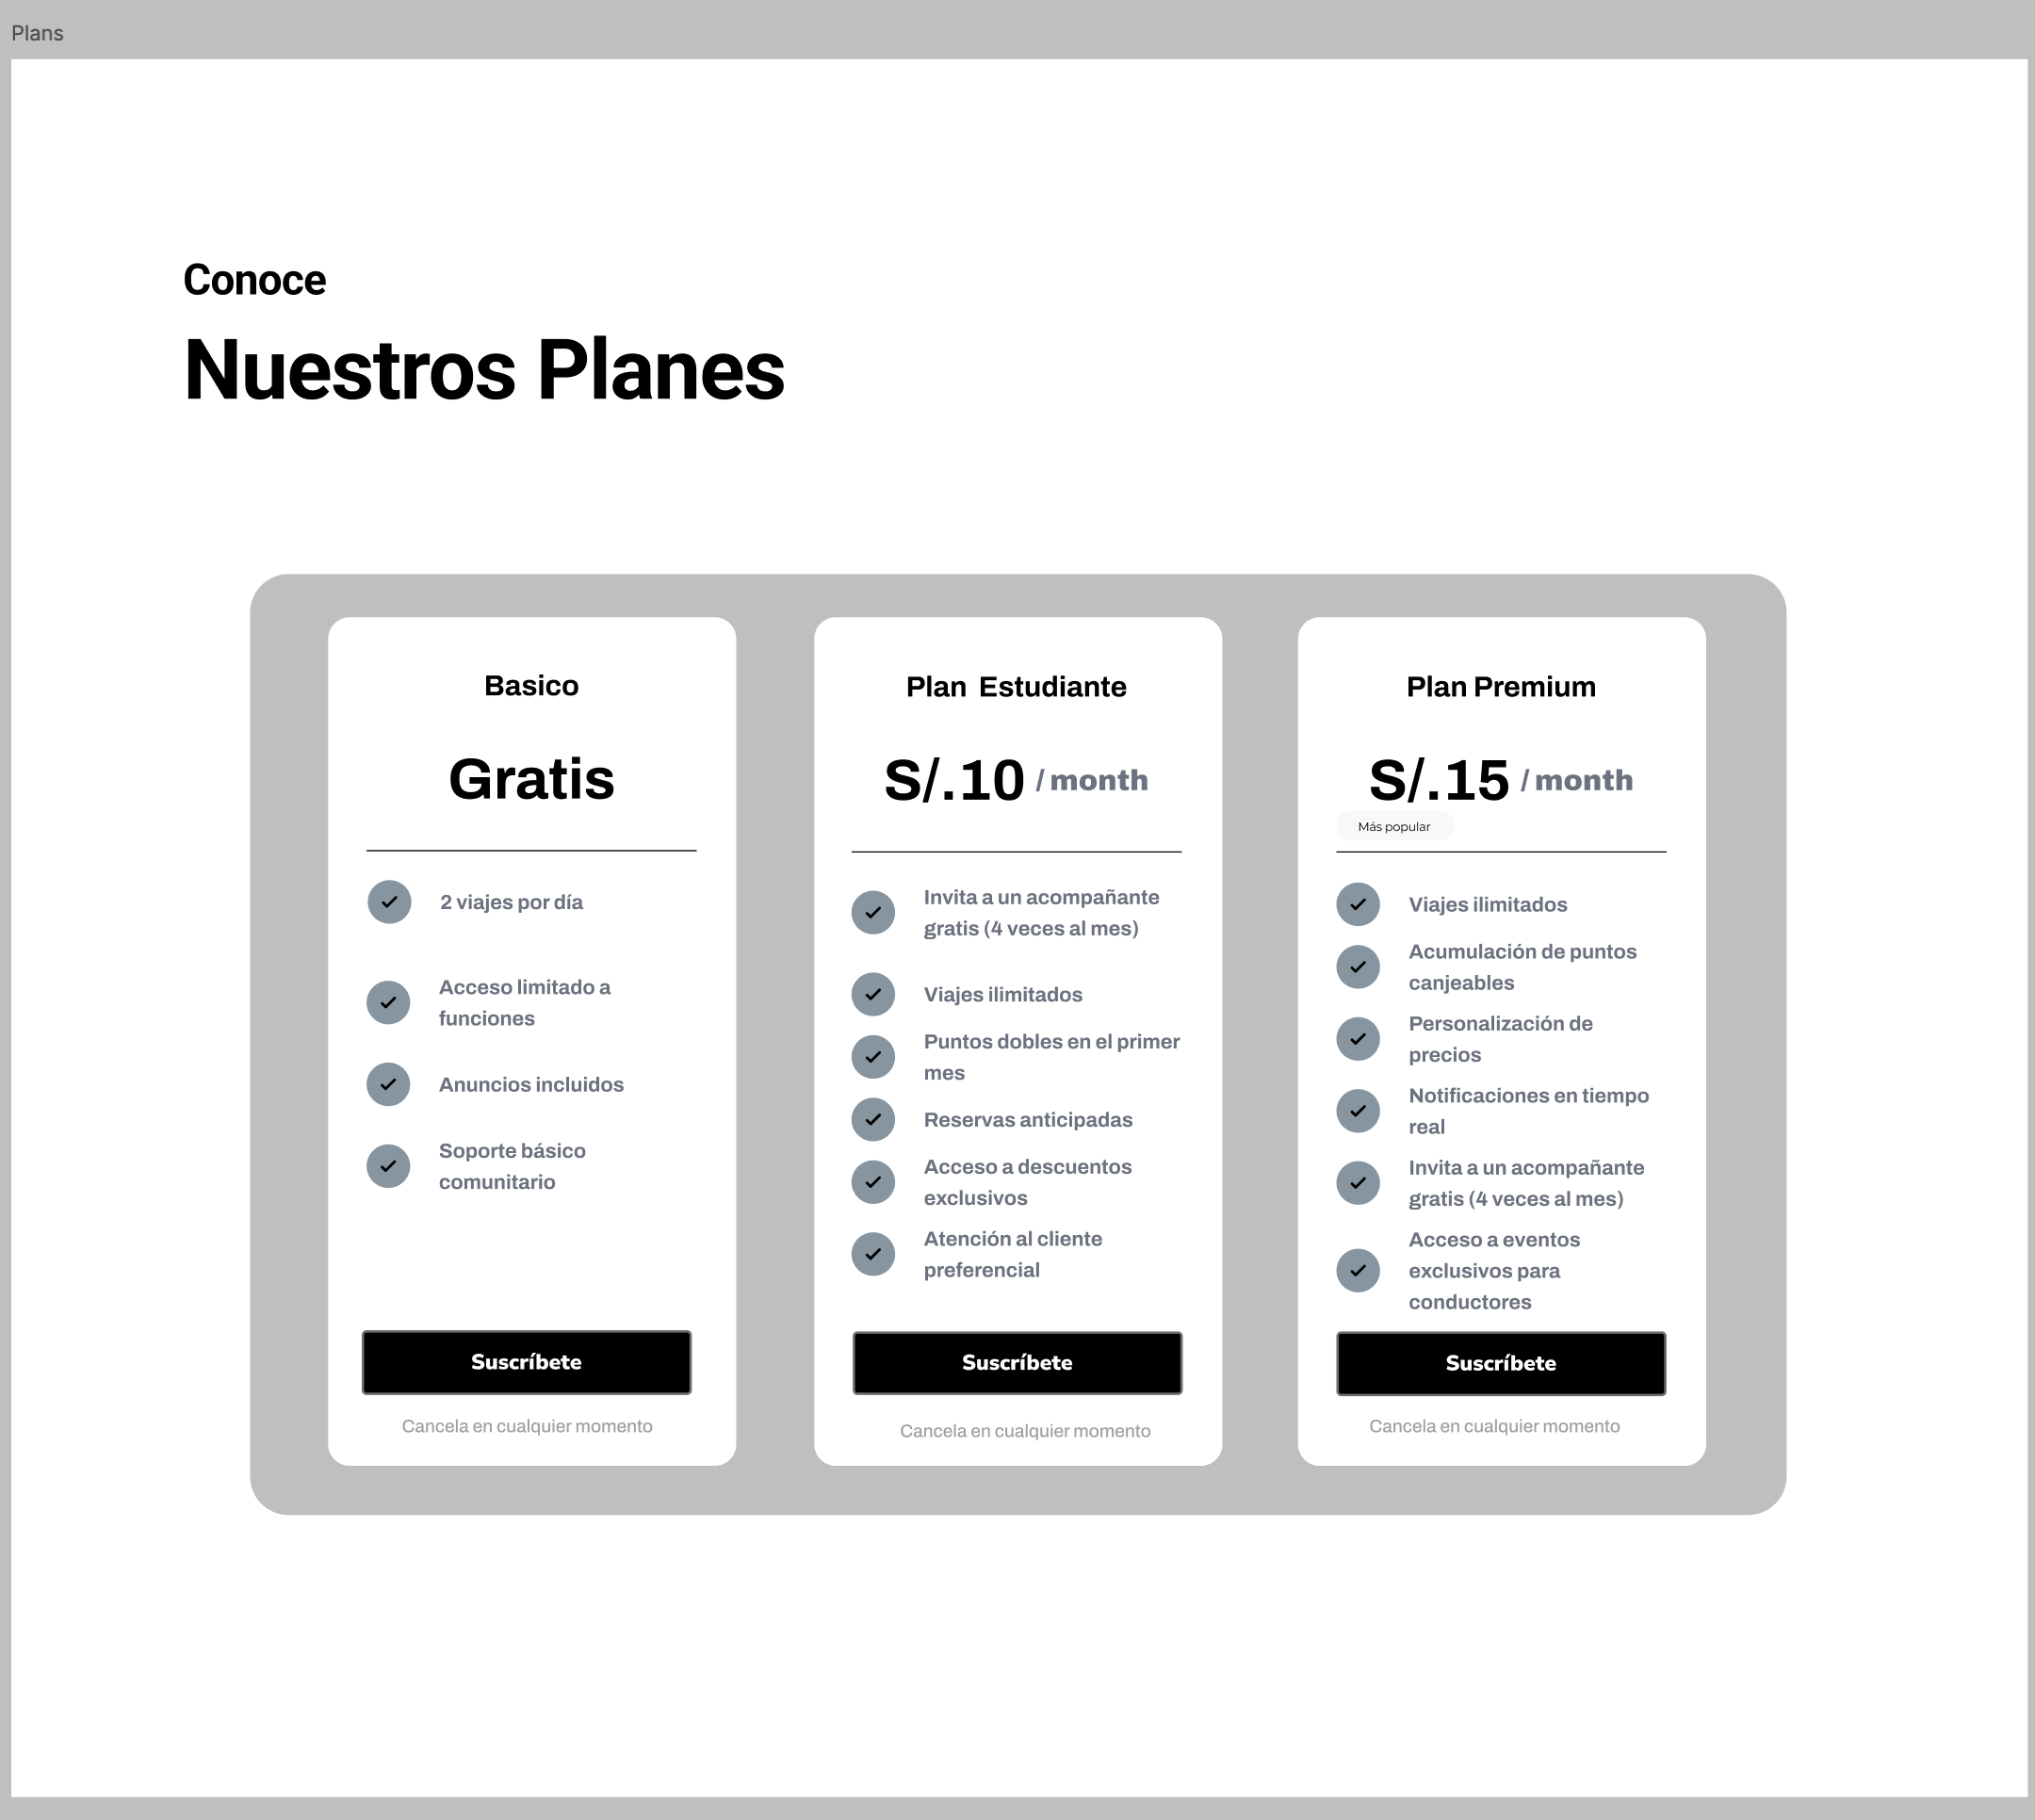 Plans
Conoce
Nuestros Planes
Basico
Gratis
2 viajes por día
Acceso limitado a
funciones
Anuncios incluidos
Soporte básico
comunitario
Suscríbete
Cancela en cualquier momento
Plan Estudiante
S/.10 / month
Invita a un acompañante
gratis (4 veces al mes)
Viajes ilimitados
Puntos dobles en el primer
mes
Reservas anticipadas
Acceso a descuentos
exclusivos
Atención al cliente
preferencial
Suscríbete
Cancela en cualquier momento
Plan Premium
S/.15 / month
Más popular
Viajes ilimitados
Acumulación de puntos
canjeables
Personalización de
precios
Notificaciones en tiempo
real
Invita a un acompañante
gratis (4 veces al mes)
Acceso a eventos
exclusivos para
conductores
Suscríbete
Cancela en cualquier momento